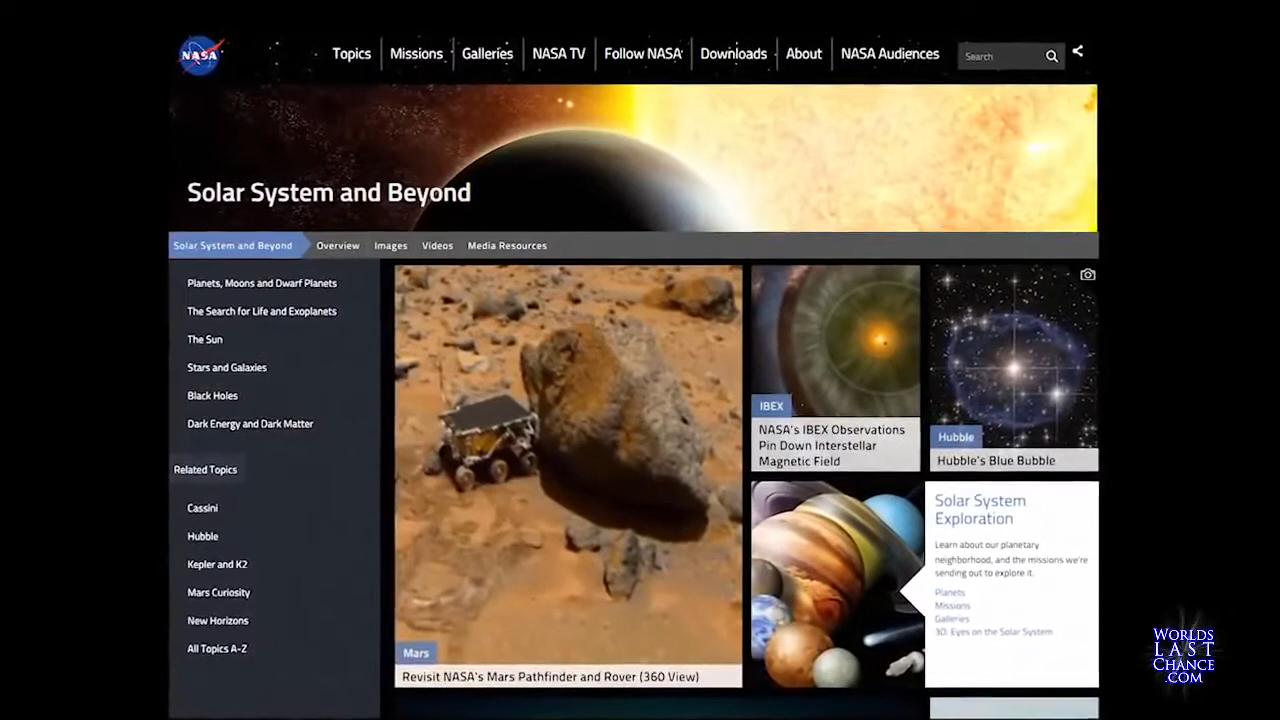 NASA
Topics
Missions
Galleries
NASA TV
Follow NASA
Downloads
About
NASA Audiences
Search
Solar System and Beyond
Solar System and Beyond
Overview
Images
Videos
Media Resources
Planets, Moons and Dwarf Planets
The Search for Life and Exoplanets
The Sun
Stars and Galaxies
Black Holes
Dark Energy and Dark Matter
Related Topics
Cassini
Hubble
Kepler and K2
Mars Curiosity
New Horizons
All Topics A-Z
Mars
Revisit NASA's Mars Pathfinder and Rover (360 View)
IBEX
NASA's IBEX Observations
Pin Down Interstellar
Magnetic Field
Hubble
Hubble's Blue Bubble
Solar System
Exploration
Learn about our planetary
neighborhood, and the missions we're
sending out to explore it.
Planets
Missions
Galleries
3D: Eyes on the Solar System
WORLDS
LAST
CHANCE
.COM